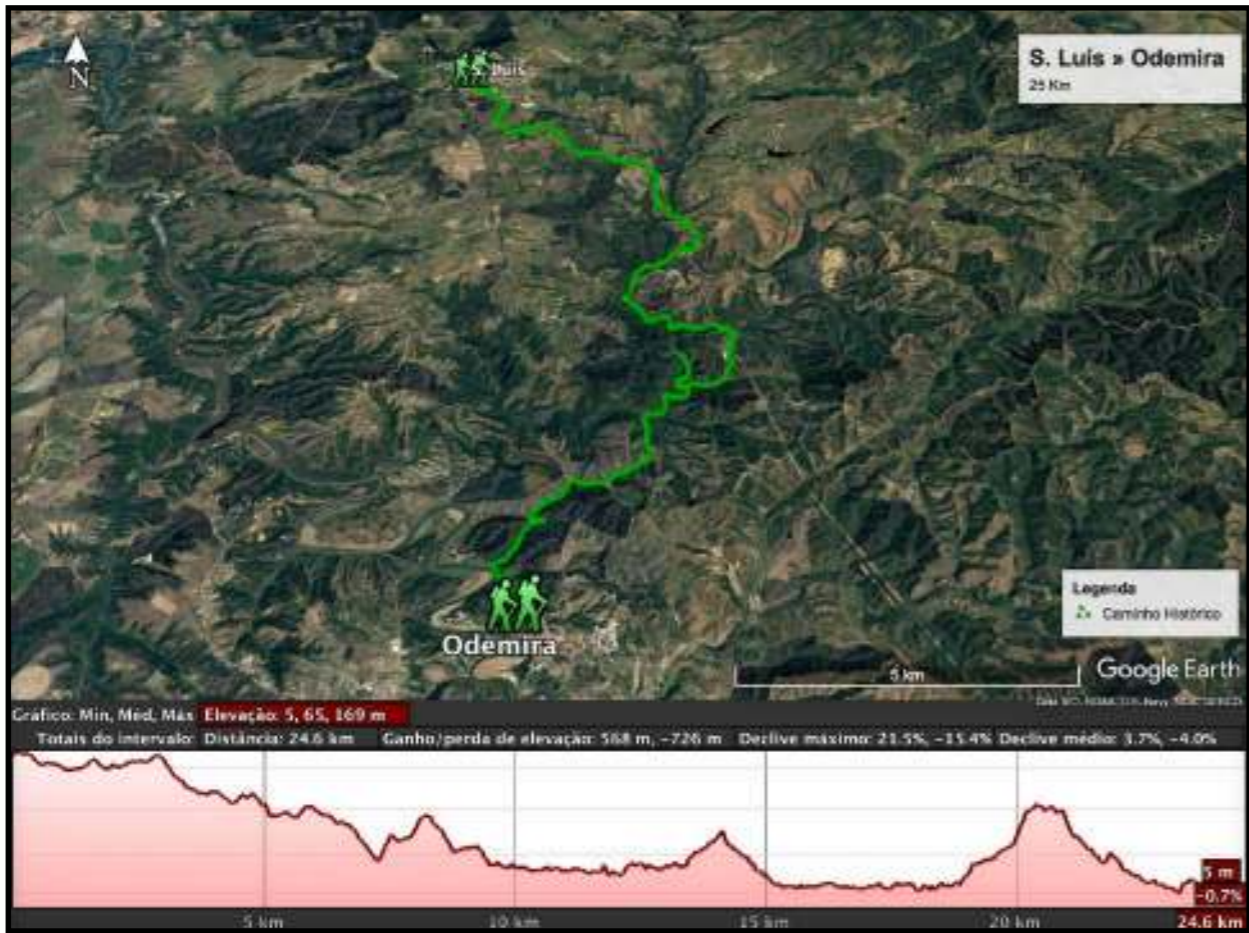 N
S. Luís » Odemira
25 Km
S. Luís
Odemira
Legenda
Caminho Histórico
5 km
Google Earth
Gráfico: Min, Méd, Máx Elevação: 5, 65, 169 m
Totais do intervalo: Distância: 24.6 km Ganho/perda de elevação: 568 m, -726 m Declive máximo: 21.5%, -15.4% Declive médio: 3.7%, -4.0%
5 m
-0.7%
5 km 10 km 15 km 20 km 24.6 km